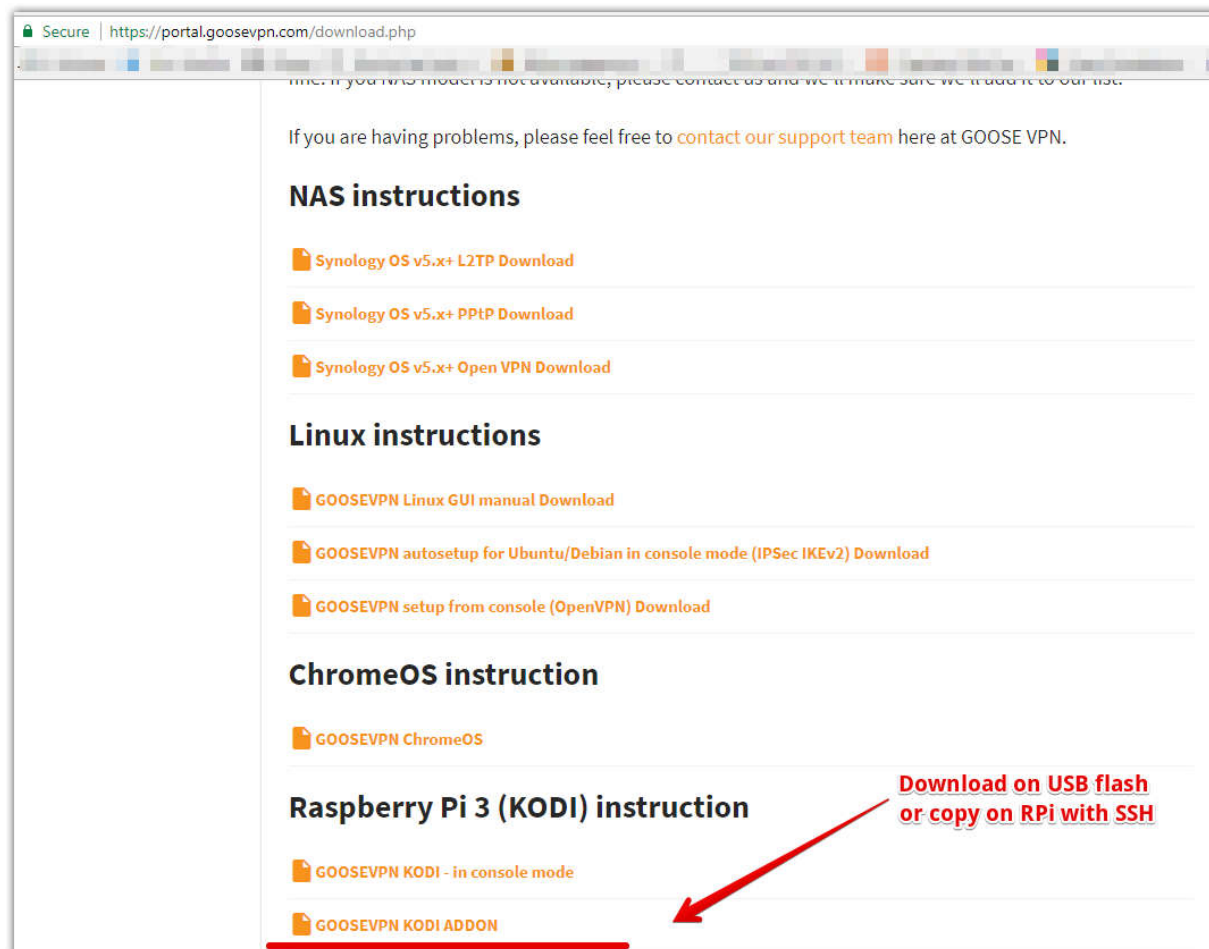 Secure | https://portal.goosevpn.com/download.php
If you are having problems, please feel free to contact our support team here at GOOSE VPN.
NAS instructions
Synology OS v5.x+ L2TP Download
Synology OS v5.x+ PPtP Download
Synology OS v5.x+ Open VPN Download
Linux instructions
GOOSEVPN Linux GUI manual Download
GOOSEVPN autosetup for Ubuntu/Debian in console mode (IPSec IKEv2) Download
GOOSEVPN setup from console (OpenVPN) Download
ChromeOS instruction
GOOSEVPN ChromeOS
Raspberry Pi 3 (KODI) instruction
Download on USB flash
or copy on RPi with SSH
GOOSEVPN KODI - in console mode
GOOSEVPN KODI ADDON